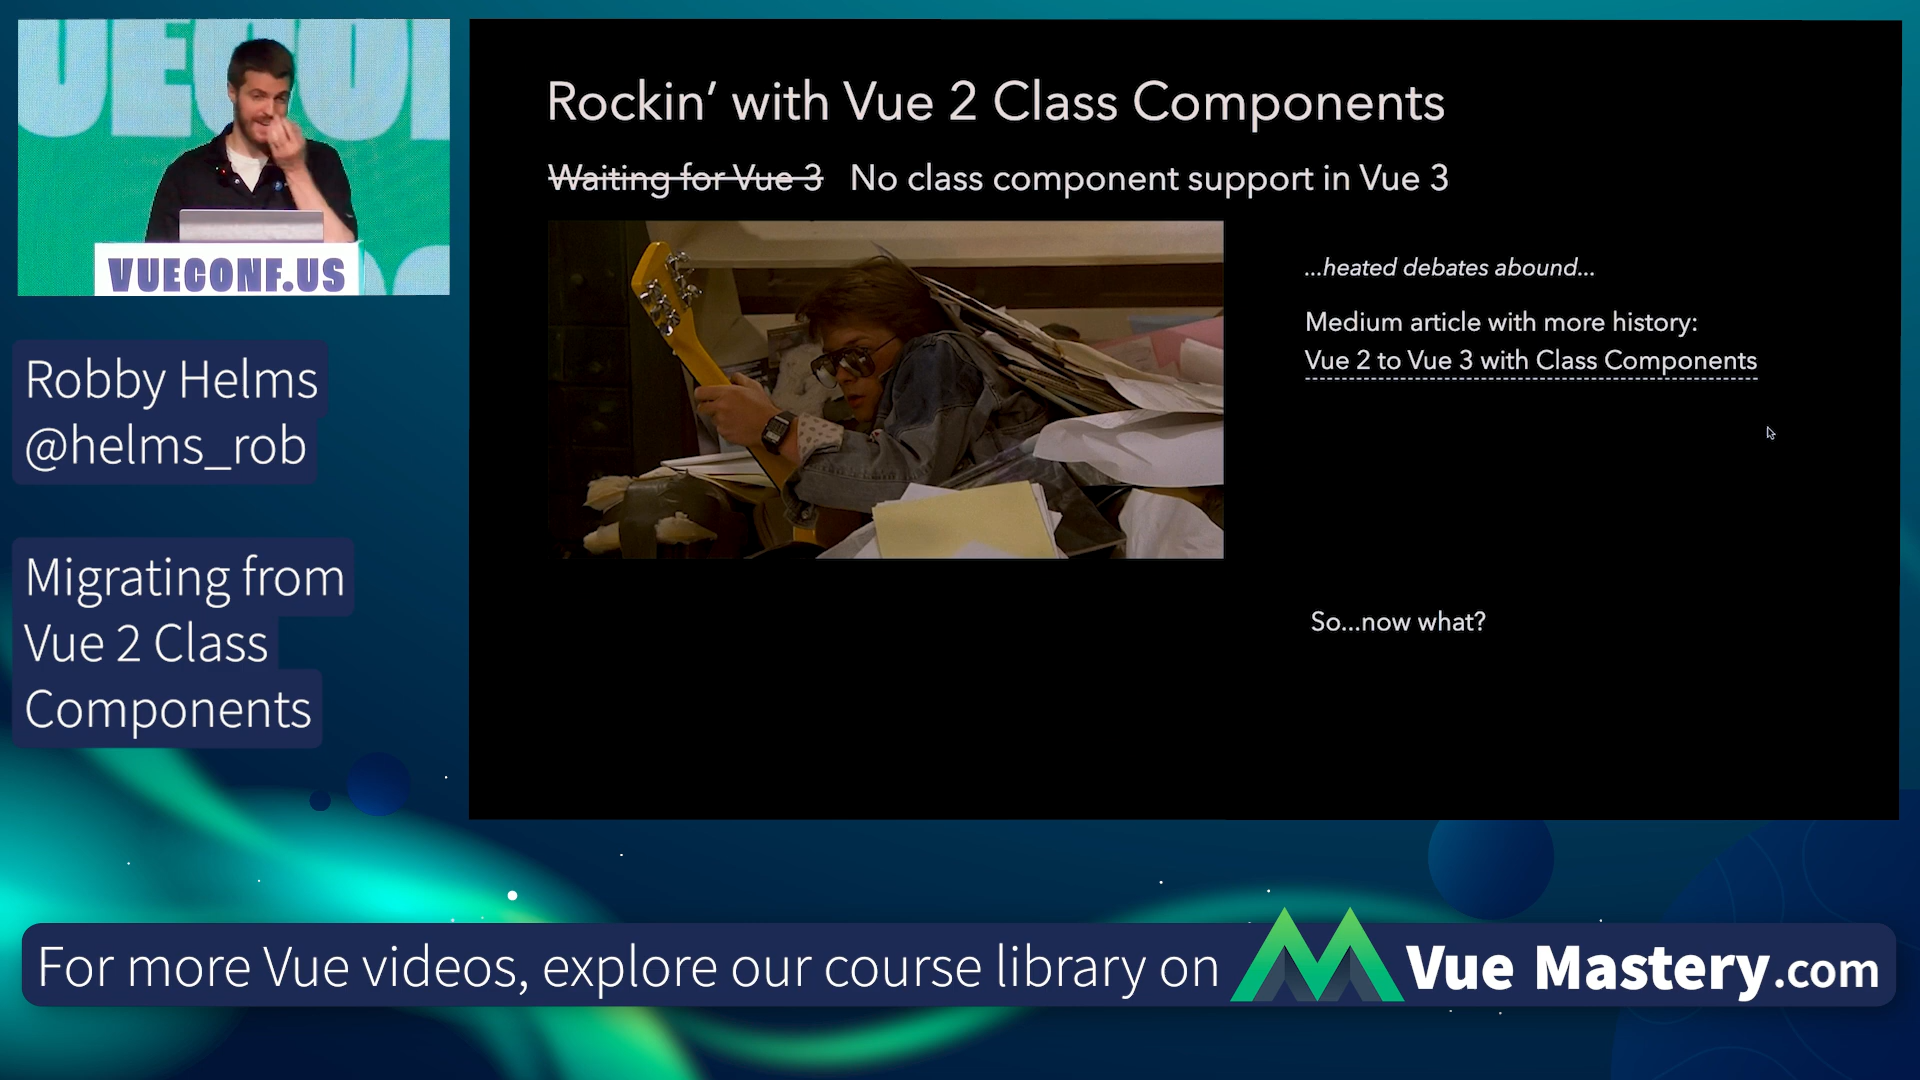 UECON
VUECONF.US
Robby Helms
@helms_rob
Migrating from
Vue 2 Class
Components
Rockin’ with Vue 2 Class Components
Waiting for Vue 3 No class component support in Vue 3
...heated debates abound...
Medium article with more history:
Vue 2 to Vue 3 with Class Components
So...now what?
For more Vue videos, explore our course library on Vue Mastery.com